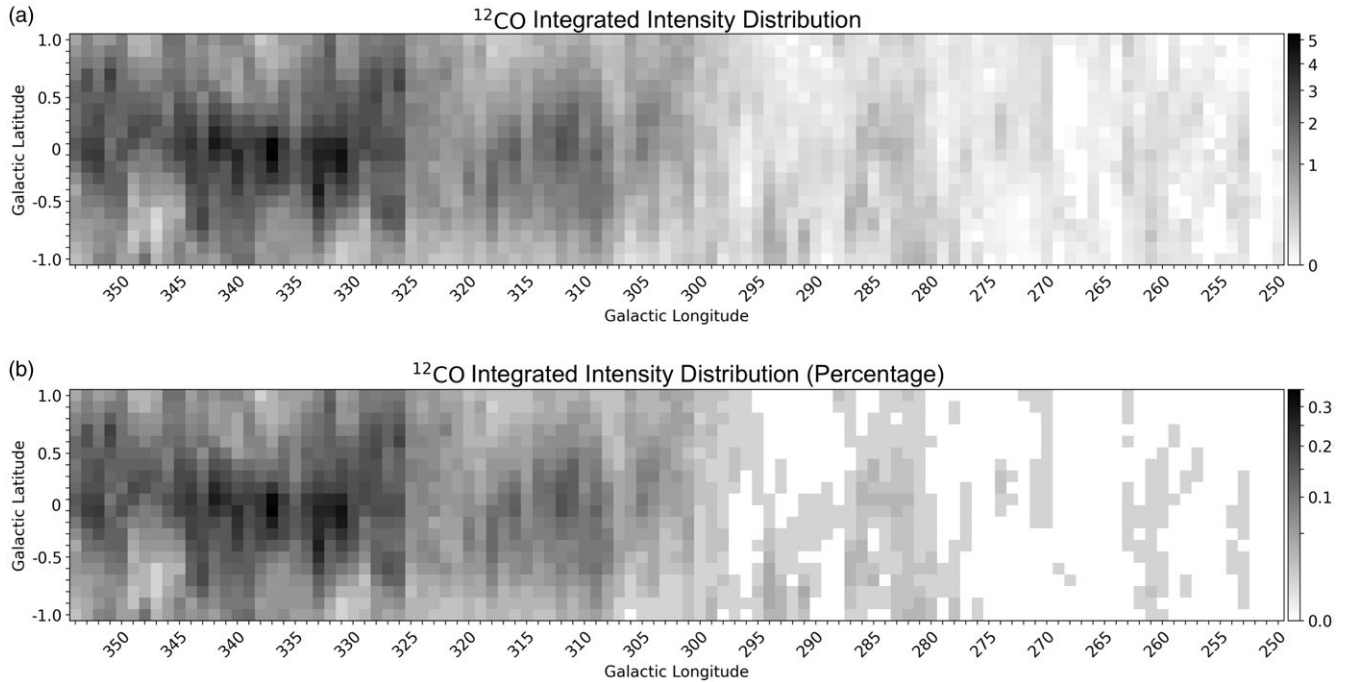 (a)
¹²CO Integrated Intensity Distribution
Galactic Latitude
1.0
0.5
0
-0.5
-1.0
350 345 340 335 330 325 320 315 310 305 300 295 290 285 280 275 270 265 260 255 250
Galactic Longitude
5
4
3
2
1
0
(b)
¹²CO Integrated Intensity Distribution (Percentage)
Galactic Latitude
1.0
0.5
0
-0.5
-1.0
350 345 340 335 330 325 320 315 310 305 300 295 290 285 280 275 270 265 260 255 250
Galactic Longitude
0.3
0.2
0.1
0.0